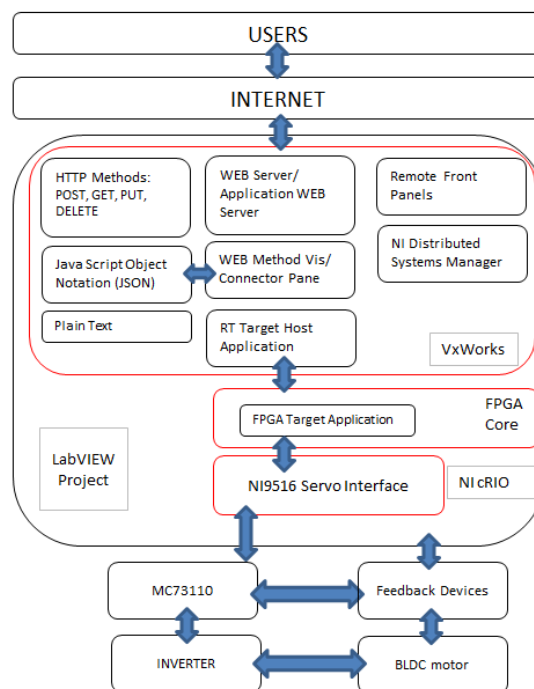 USERS
INTERNET
HTTP Methods:
POST, GET, PUT,
DELETE
WEB Server/
Application WEB
Server
Remote Front
Panels
Java Script Object
Notation (JSON)
WEB Method Vis/
Connector Pane
NI Distributed
Systems Manager
Plain Text
RT Target Host
Application
VxWorks
FPGA Target Application
FPGA
Core
LabVIEW
Project
NI9516 Servo Interface
NI cRIO
MC73110
Feedback Devices
INVERTER
BLDC motor